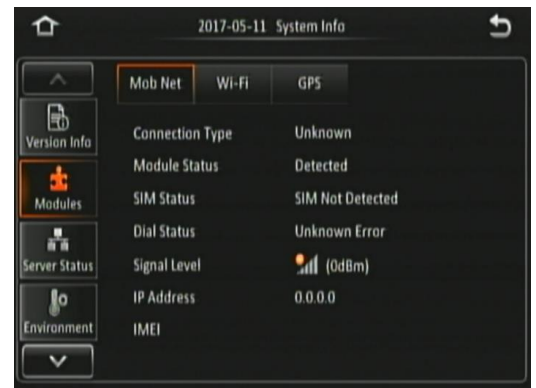 2017-05-11 System Info
Mob Net Wi-Fi GPS
Version Info
Modules
Server Status
Environment
Connection Type Unknown
Module Status Detected
SIM Status SIM Not Detected
Dial Status Unknown Error
Signal Level (0dBm)
IP Address 0.0.0.0
IMEI